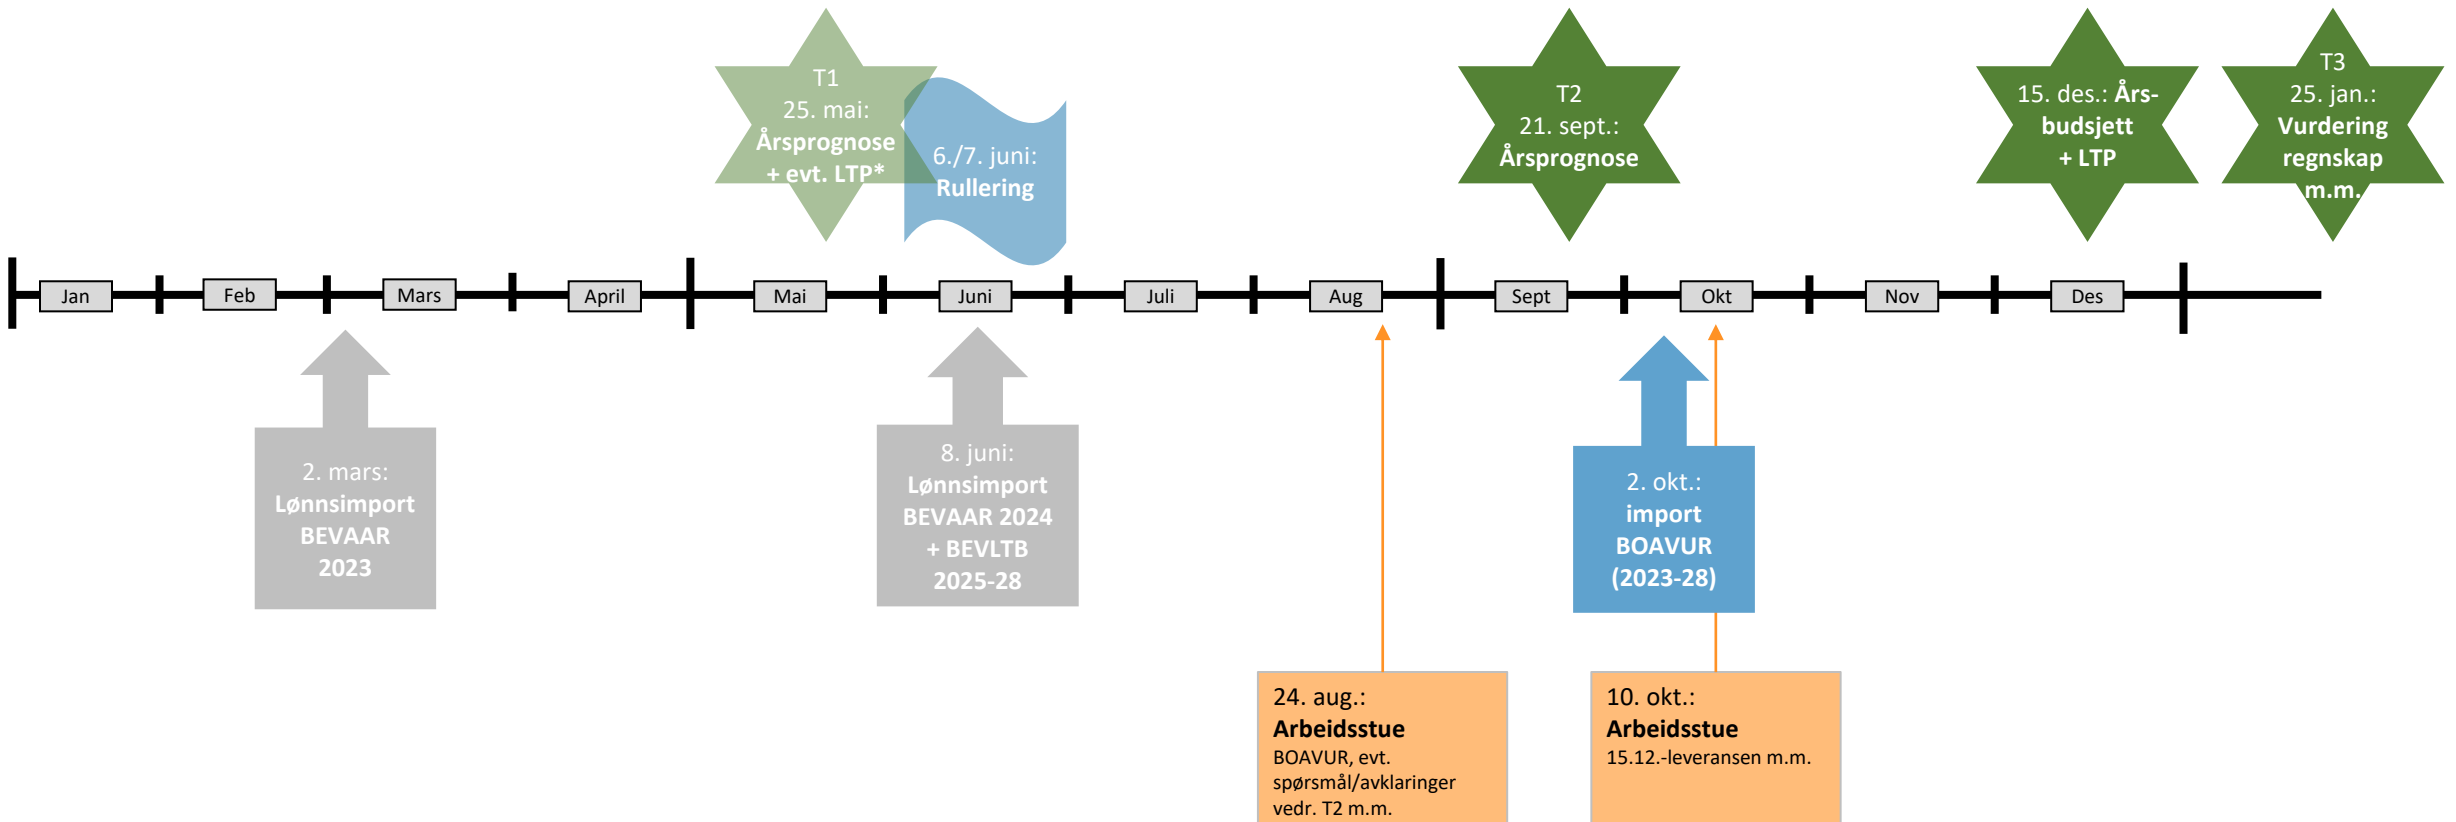 T1
25. mai:
Årsprognose
+ evt. LTP*
6./7. juni:
Rullering
T2
21. sept.:
Årsprognose
15. des.: Års-
budsjett
+ LTP
T3
25. jan.:
Vurdering
regnskap
m.m.
Jan
Feb
Mars
April
Mai
Juni
Juli
Aug
Sept
Okt
Nov
Des
2. mars:
Lønnsimport
BEVAAR
2023
8. juni:
Lønnsimport
BEVAAR 2024
+ BEVLTB
2025-28
2. okt.:
import
BOAVUR
(2023-28)
24. aug.:
Arbeidsstue
BOAVUR, evt.
spørsmål/avklaringer
vedr. T2 m.m.
10. okt.:
Arbeidsstue
15.12.-leveransen m.m.